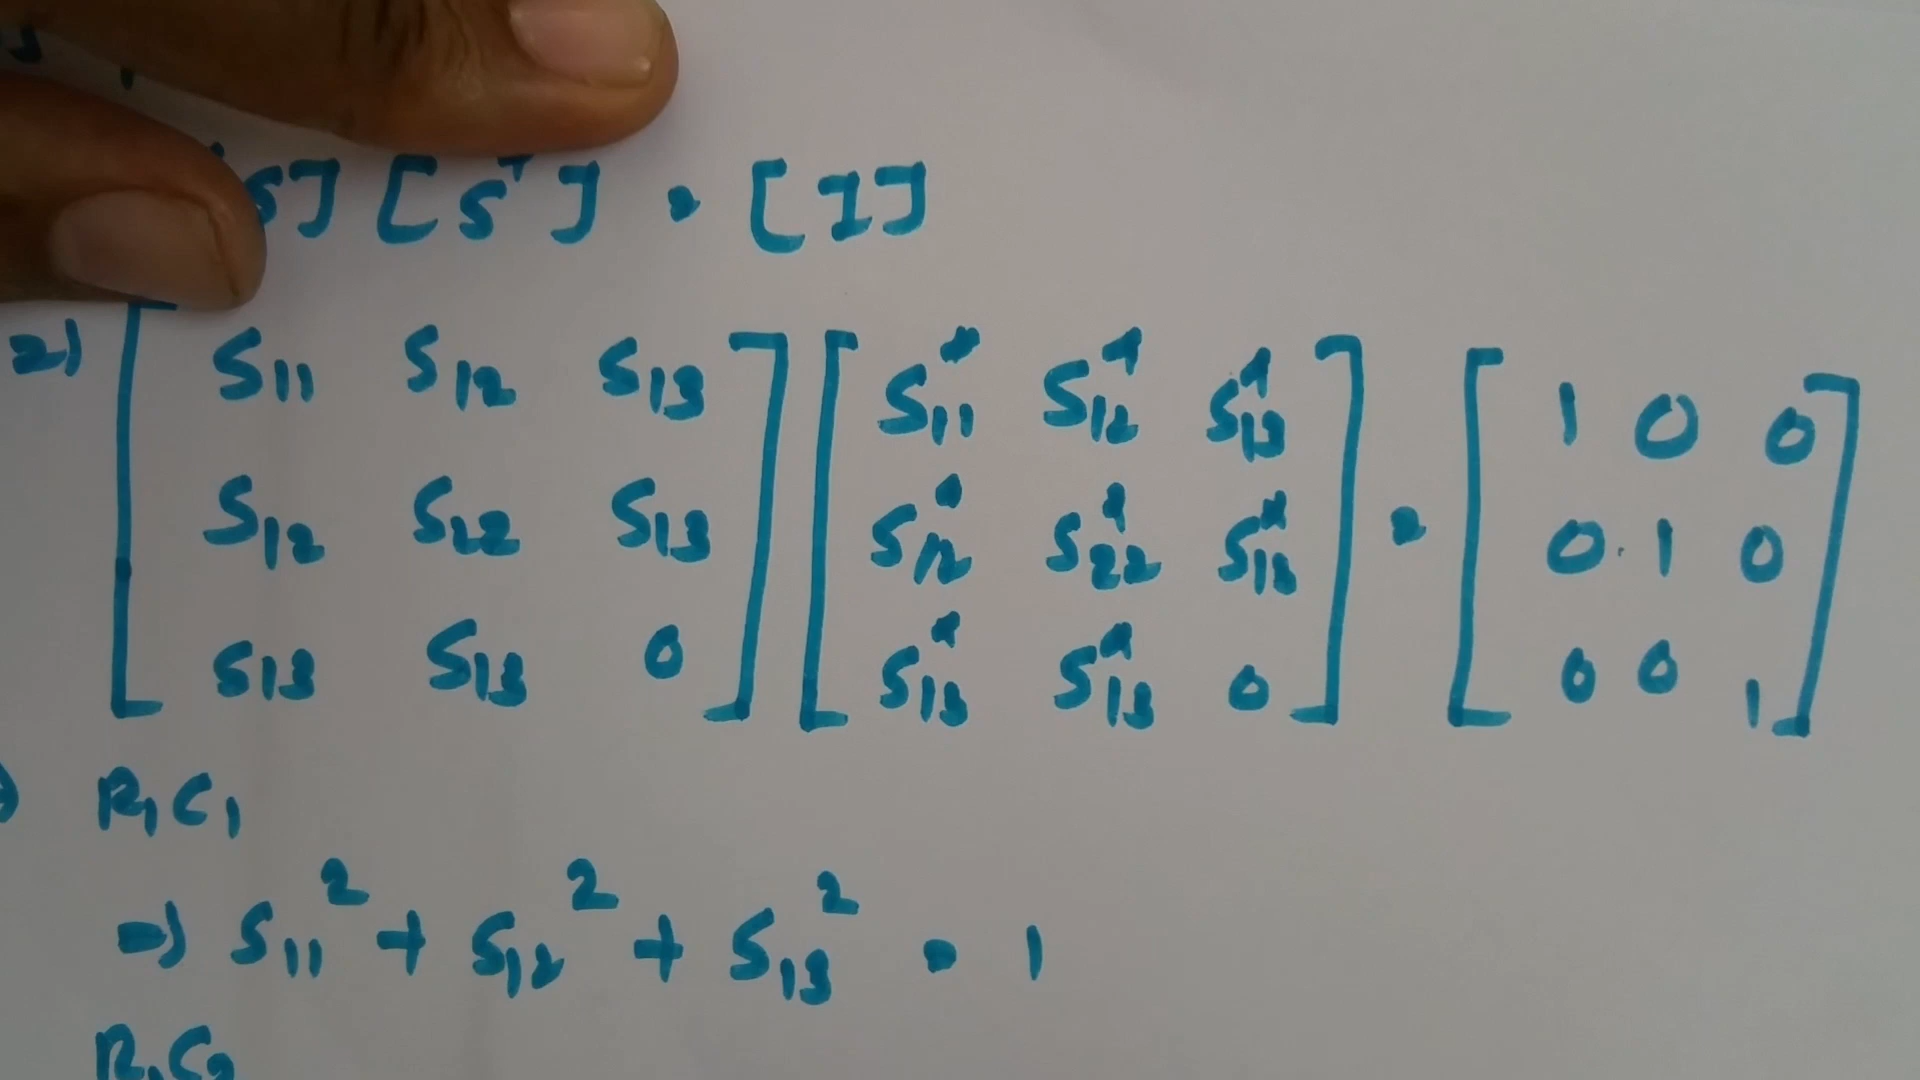 S] [S*] = [I]
=> [ S11 S12 S13 ] [ S11* S12* S13* ] = [ 1 0 0 ]
[ S12 S22 S13 ] [ S12* S22* S13* ] [ 0 1 0 ]
[ S13 S13 0 ] [ S13* S13* 0 ] [ 0 0 1 ]
R1C1
=> S11² + S12² + S13² = 1
R1C2